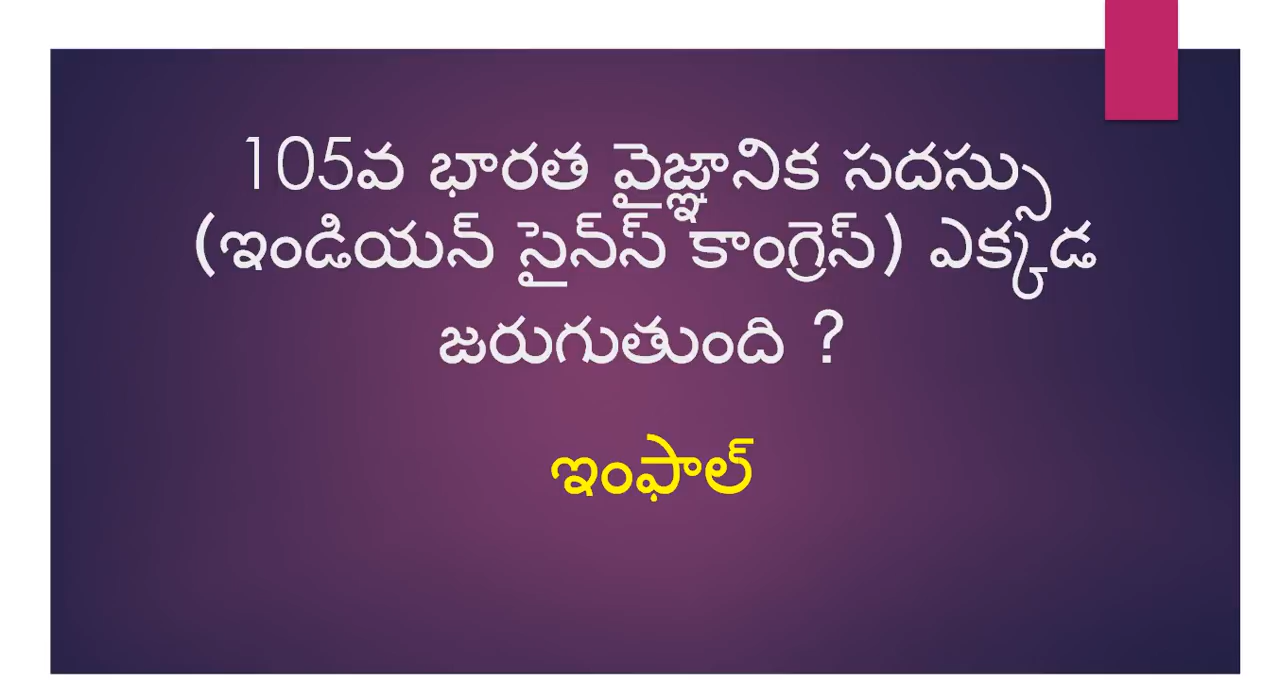 105వ భారత వైజ్ఞానిక సదస్సు
(ఇండియన్ సైన్స్ కాంగ్రెస్) ఎక్కడ
జరుగుతుంది ?
ఇంఫాల్